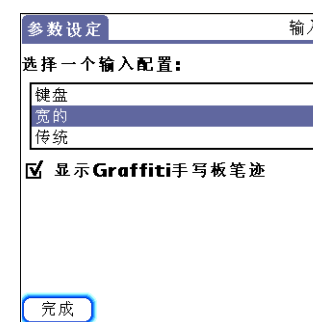 参数设定 输入
选择一个输入配置:
键盘
宽的
传统
显示Graffiti手写板笔迹
完成